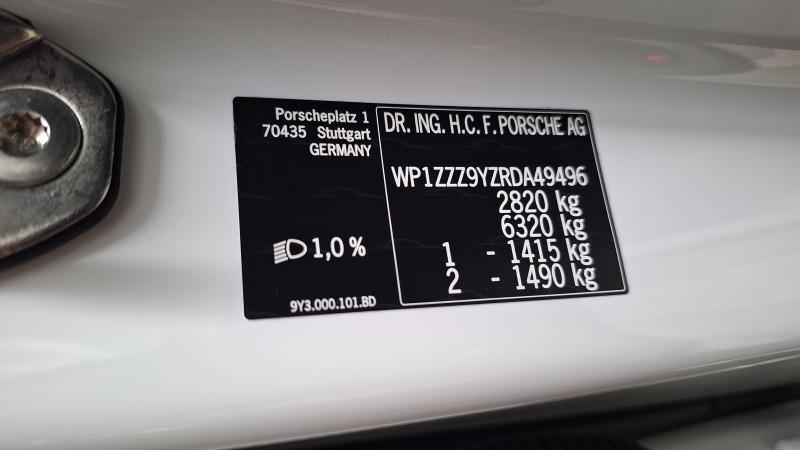 Porscheplatz 1
70435 Stuttgart
GERMANY
1,0 %
9Y3.000.101.BD
DR. ING. H.C. F. PORSCHE AG
WP1ZZZ9YZRDA49496
2820 kg
6320 kg
1 - 1415 kg
2 - 1490 kg